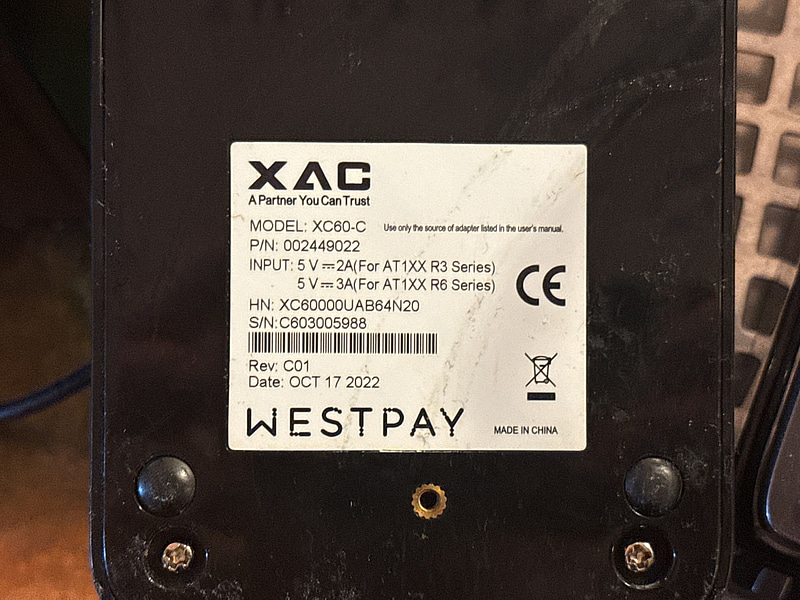 XAC
A Partner You Can Trust
MODEL: XC60-C Use only the source of adapter listed in the user's manual.
P/N: 002449022
INPUT: 5 V⎓2A(For AT1XX R3 Series)
5 V⎓3A(For AT1XX R6 Series)
CE
HN: XC60000UAB64N20
S/N:C603005988
Rev: C01
Date: OCT 17 2022
WESTPAY
MADE IN CHINA